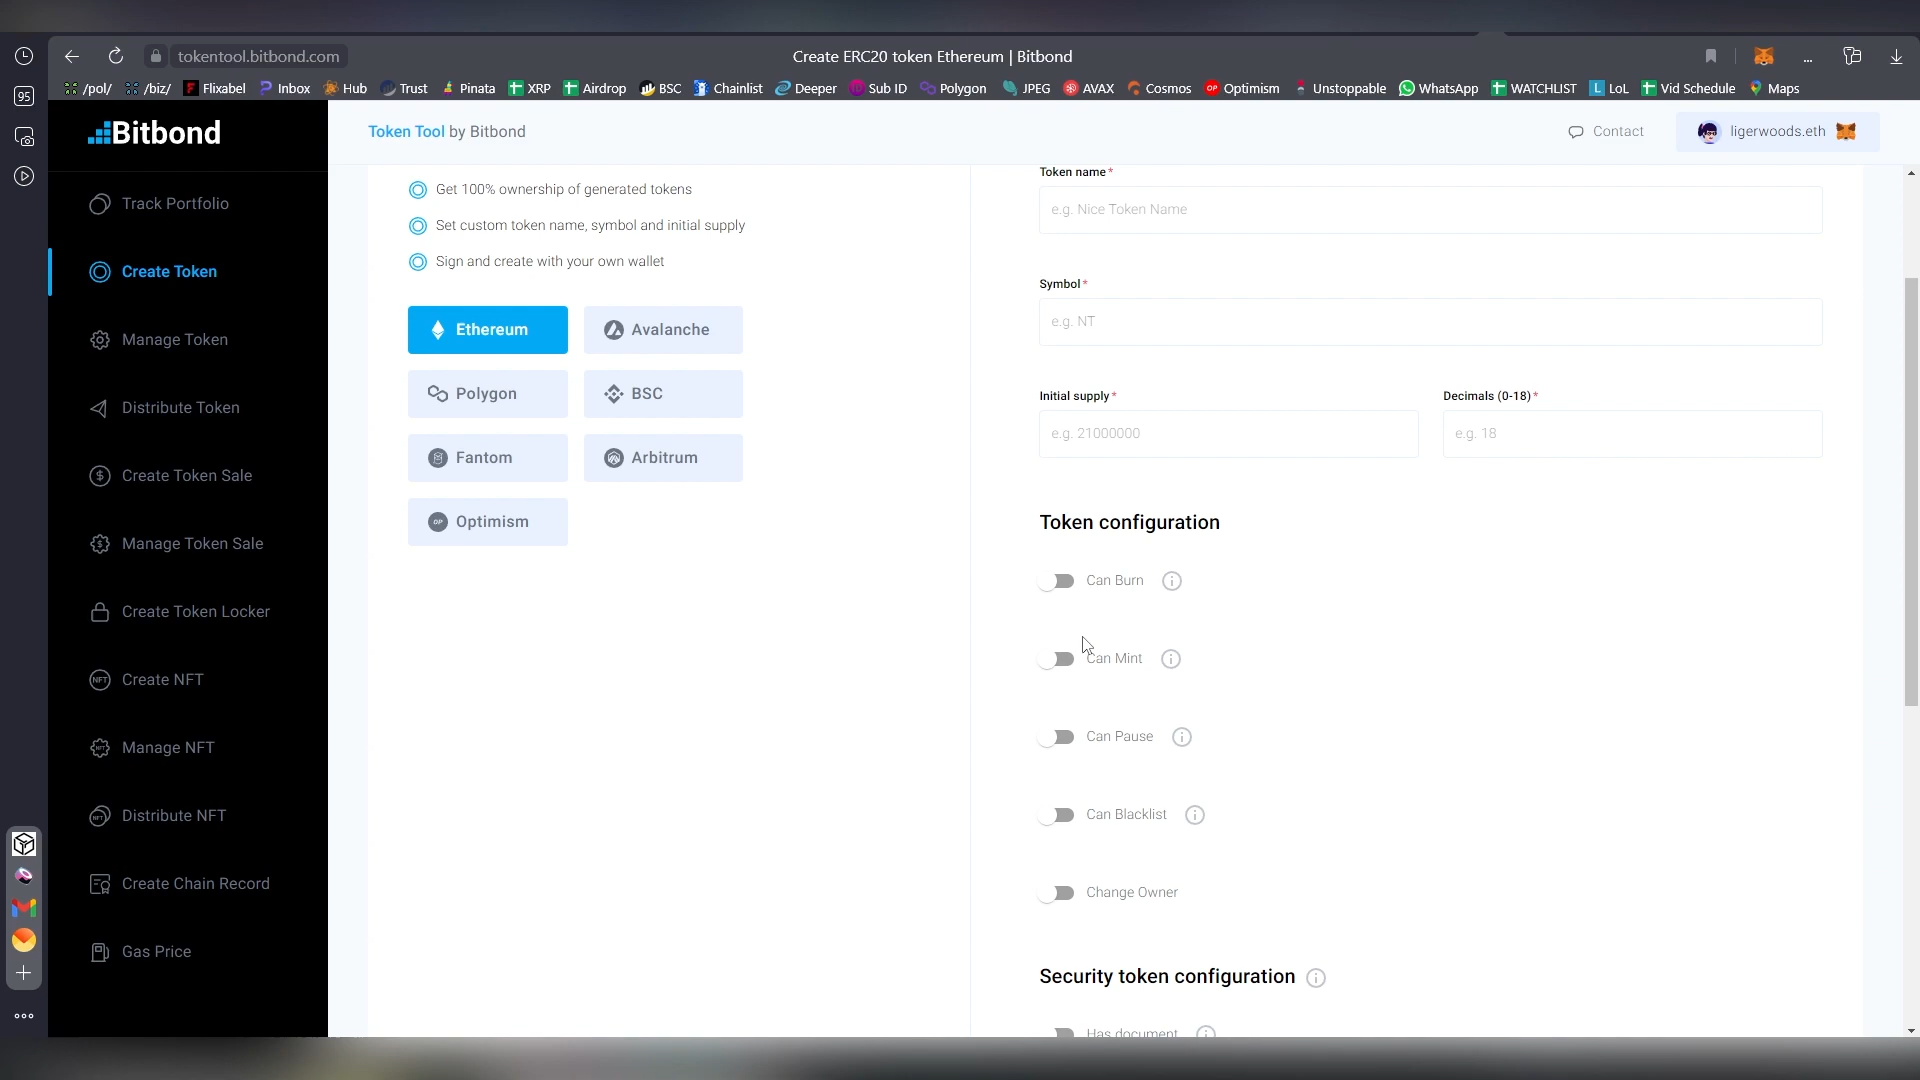 tokentool.bitbond.com
Create ERC20 token Ethereum | Bitbond
...
95
/pol/
/biz/
Flixabel
Inbox
Hub
Trust
Pinata
XRP
Airdrop
BSC
Chainlist
Deeper
Sub ID
Polygon
JPEG
AVAX
Cosmos
OP
Optimism
Unstoppable
WhatsApp
WATCHLIST
L LoL
Vid Schedule
Maps
Bitbond
Token Tool by Bitbond
Contact
ligerwoods.eth
Track Portfolio
Create Token
Manage Token
Distribute Token
Create Token Sale
Manage Token Sale
Create Token Locker
NFT
Create NFT
Manage NFT
Distribute NFT
Create Chain Record
Gas Price
Get 100% ownership of generated tokens
Set custom token name, symbol and initial supply
Sign and create with your own wallet
Ethereum
Avalanche
Polygon
BSC
Fantom
Arbitrum
OP
Optimism
Token name*
e.g. Nice Token Name
Symbol*
e.g. NT
Initial supply*
e.g. 21000000
Decimals (0-18)*
e.g. 18
Token configuration
Can Burn
Can Mint
Can Pause
Can Blacklist
Change Owner
Security token configuration
Has document